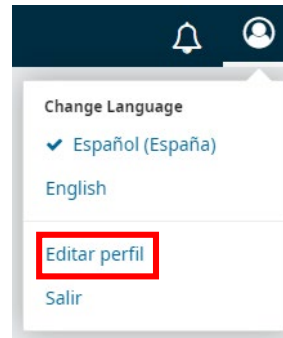 Change Language
✔ Español (España)
English
Editar perfil
Salir